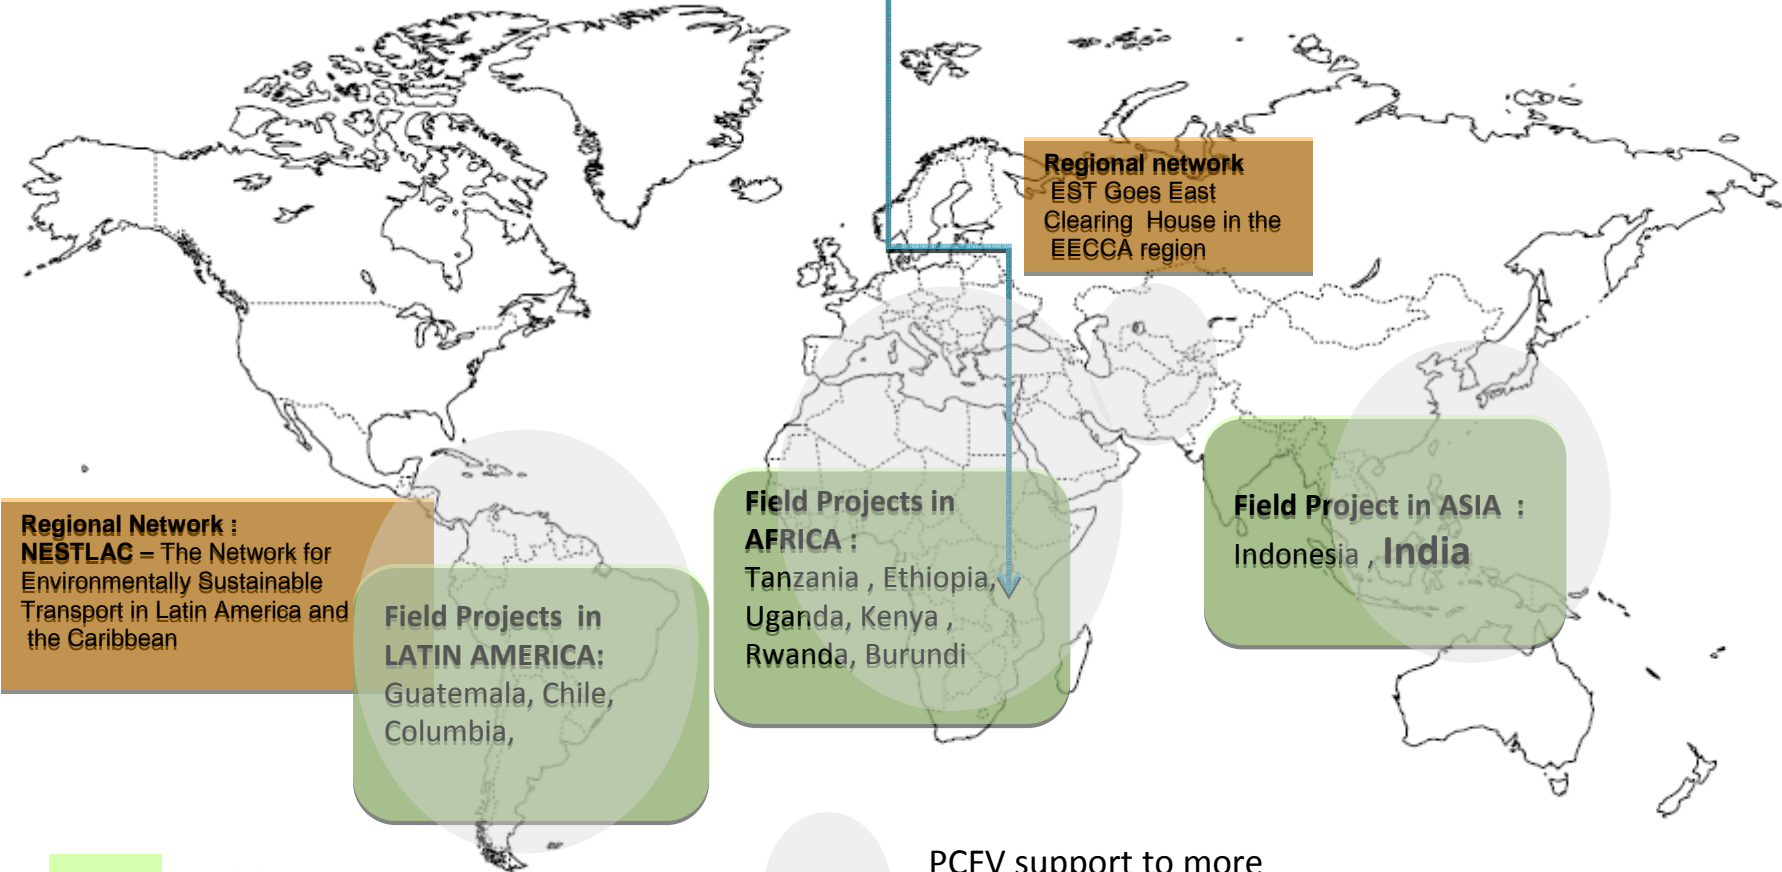 Regional network
EST Goes East
Clearing House in the
EECCA region
Regional Network :
NESTLAC – The Network for
Environmentally Sustainable
Transport in Latin America and
the Caribbean
Field Projects in
LATIN AMERICA:
Guatemala, Chile,
Columbia,
Field Projects in
AFRICA :
Tanzania , Ethiopia,
Uganda, Kenya ,
Rwanda, Burundi
Field Project in ASIA :
Indonesia , India
PCFV support to more